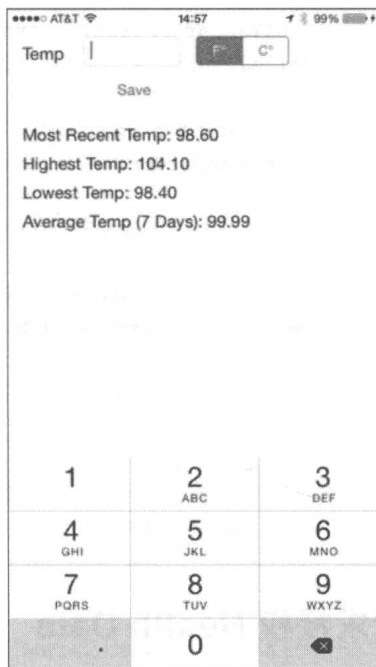 AT&T 14:57 99%
Temp F° C°
Save
Most Recent Temp: 98.60
Highest Temp: 104.10
Lowest Temp: 98.40
Average Temp (7 Days): 99.99
1 2 3
ABC DEF
4 5 6
GHI JKL MNO
7 8 9
PQRS TUV WXYZ
. 0